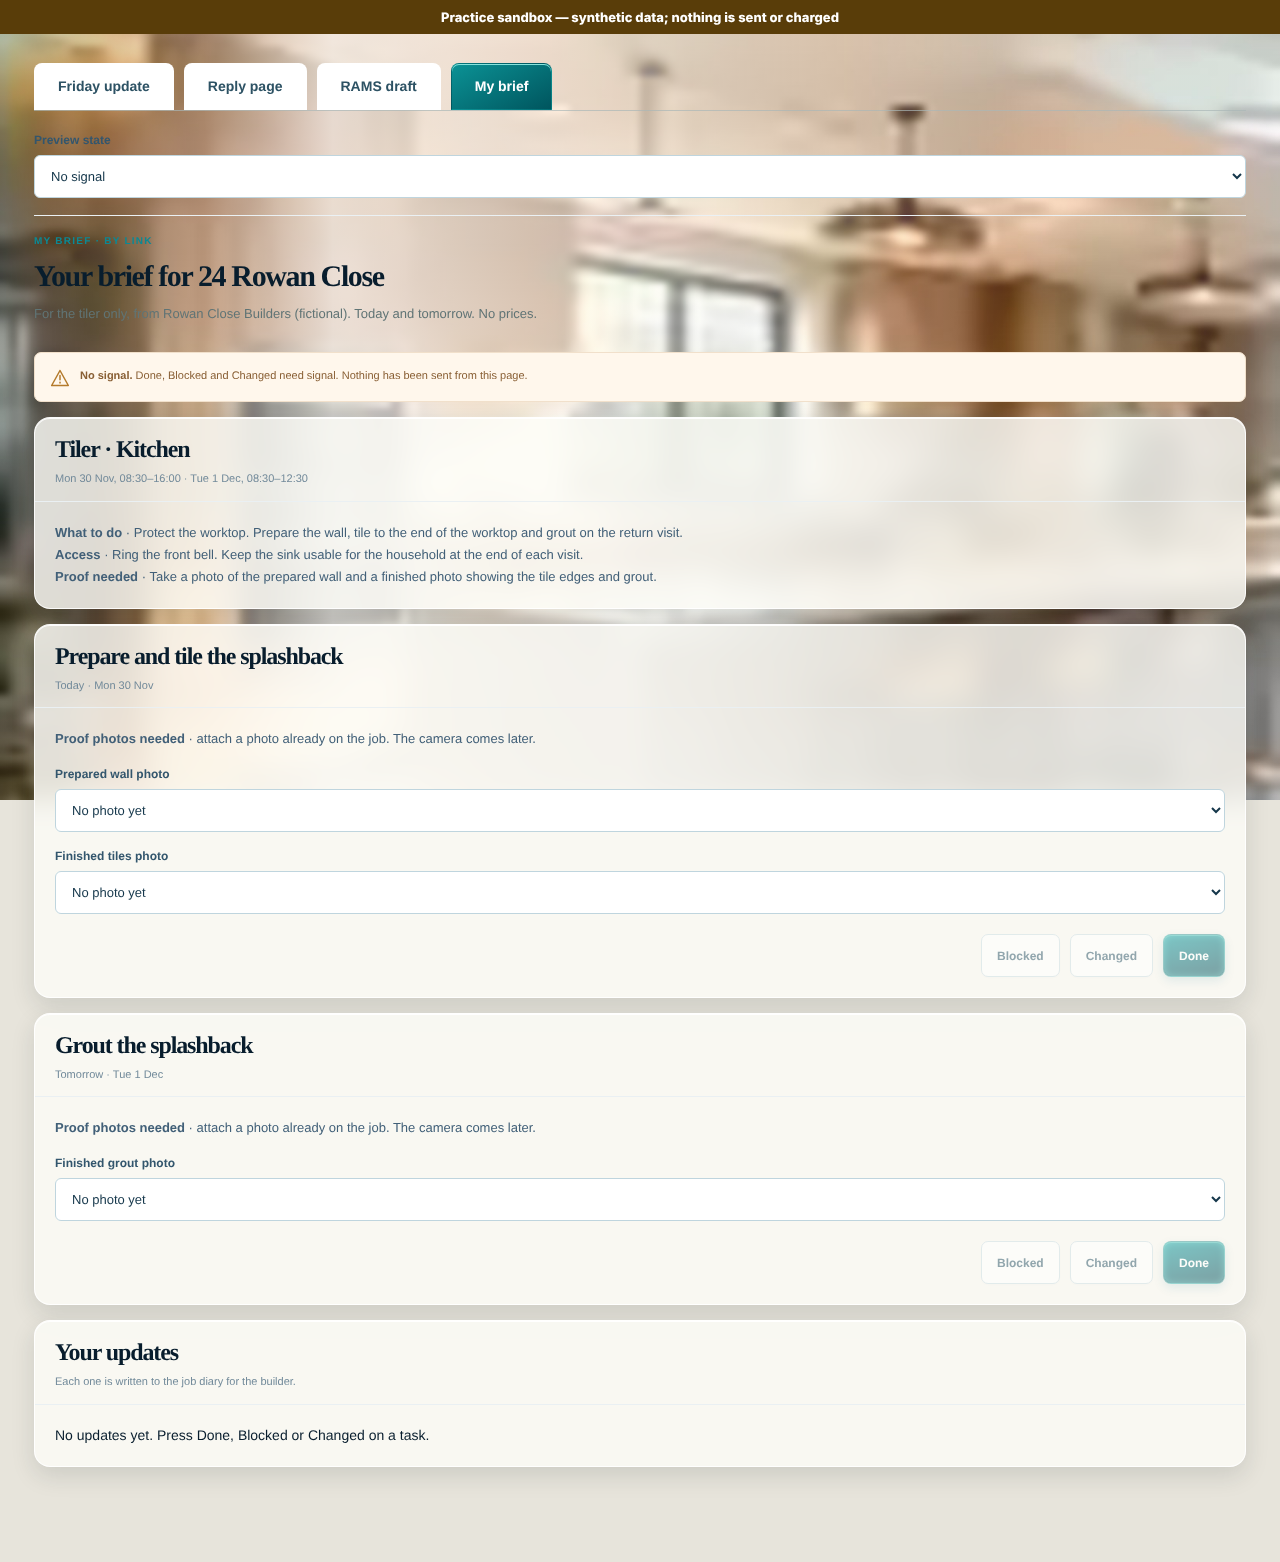 Practice sandbox — synthetic data; nothing is sent or charged
Friday update
Reply page
RAMS draft
My brief
Preview state
No signal
MY BRIEF · BY LINK
Your brief for 24 Rowan Close
For the tiler only, from Rowan Close Builders (fictional). Today and tomorrow. No prices.
No signal. Done, Blocked and Changed need signal. Nothing has been sent from this page.
Tiler · Kitchen
Mon 30 Nov, 08:30–16:00 · Tue 1 Dec, 08:30–12:30
What to do · Protect the worktop. Prepare the wall, tile to the end of the worktop and grout on the return visit.
Access · Ring the front bell. Keep the sink usable for the household at the end of each visit.
Proof needed · Take a photo of the prepared wall and a finished photo showing the tile edges and grout.
Prepare and tile the splashback
Today · Mon 30 Nov
Proof photos needed · attach a photo already on the job. The camera comes later.
Prepared wall photo
No photo yet
Finished tiles photo
No photo yet
Blocked
Changed
Done
Grout the splashback
Tomorrow · Tue 1 Dec
Proof photos needed · attach a photo already on the job. The camera comes later.
Finished grout photo
No photo yet
Blocked
Changed
Done
Your updates
Each one is written to the job diary for the builder.
No updates yet. Press Done, Blocked or Changed on a task.